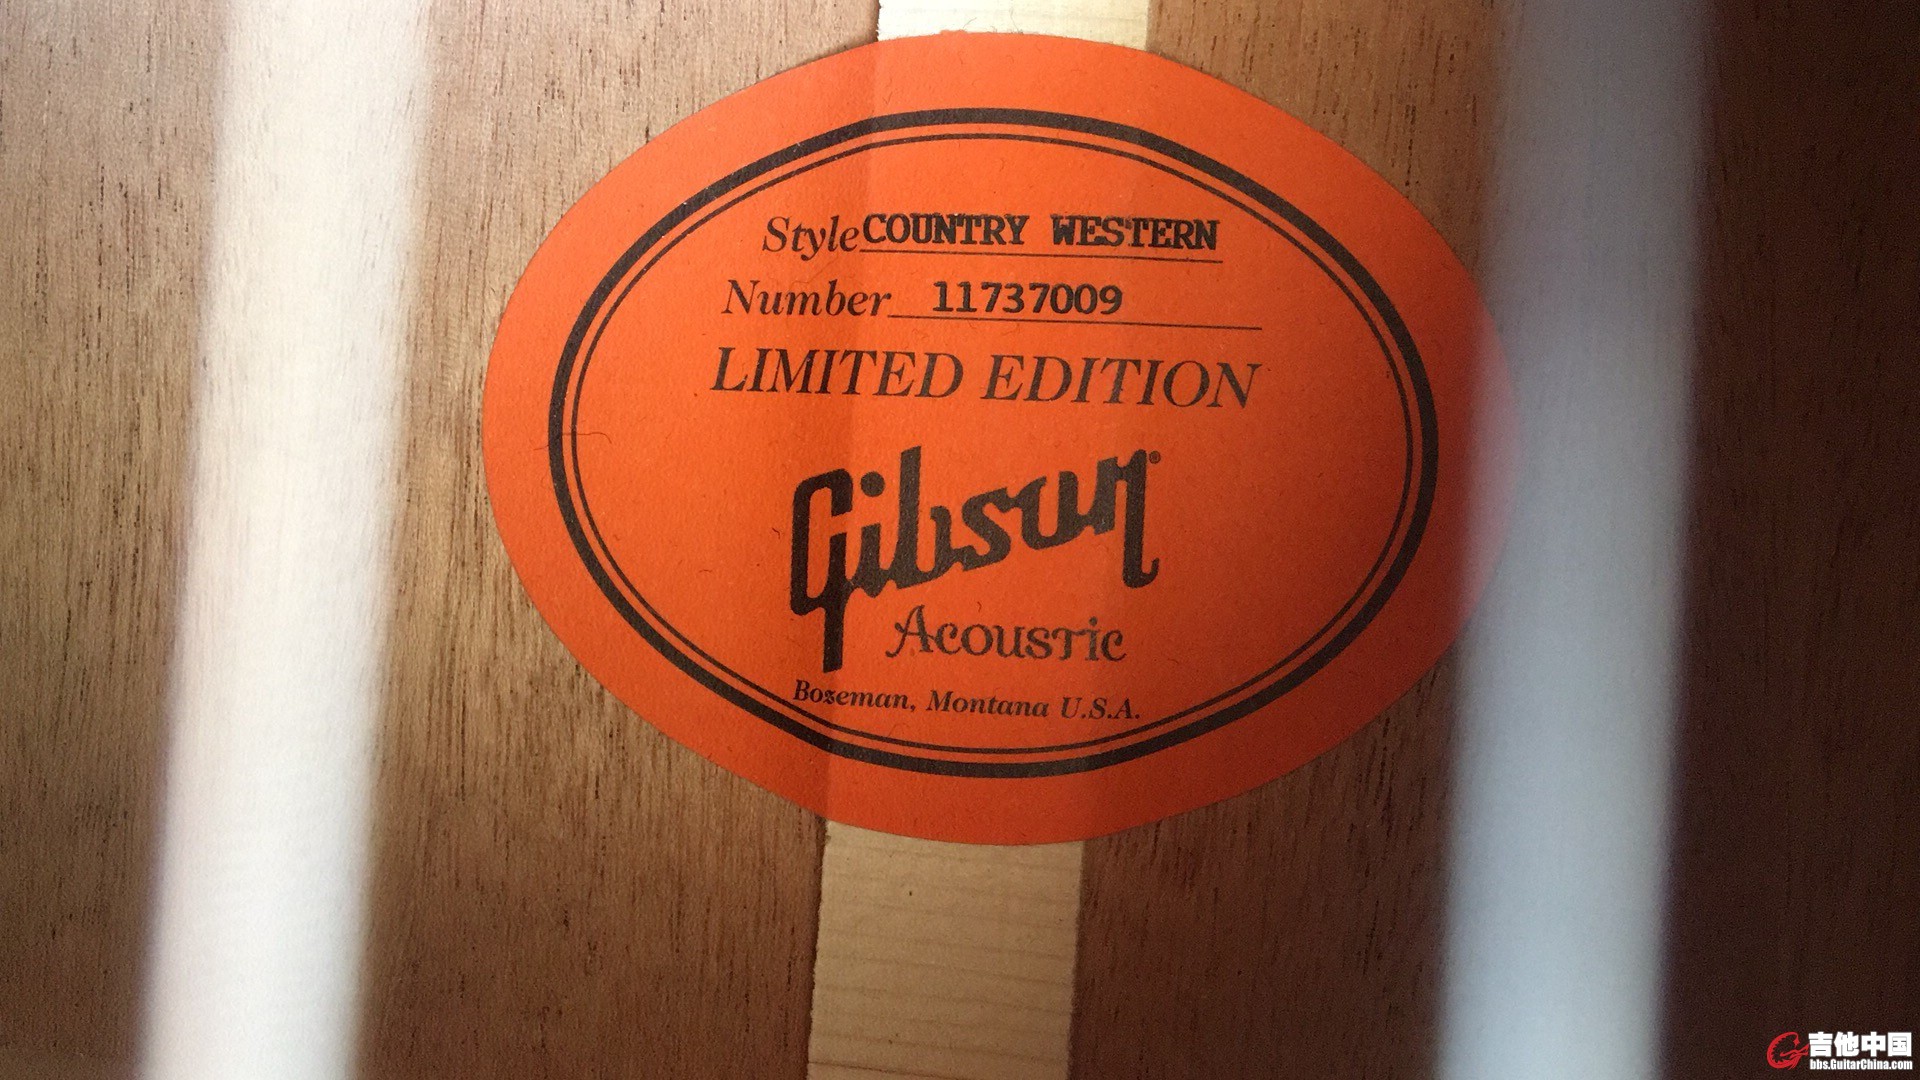 Style COUNTRY WESTERN
Number 11737009
LIMITED EDITION
Gibson®
Acoustic
Bozeman, Montana U.S.A.
吉他中国
bbs.GuitarChina.com